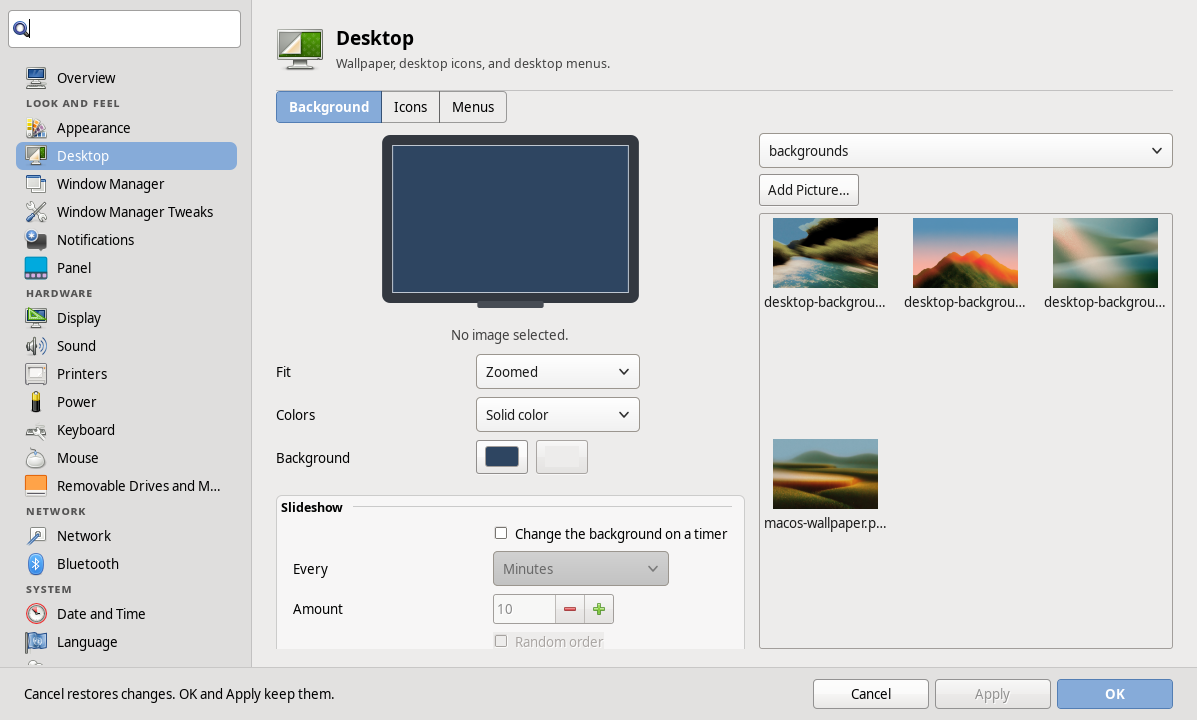 Overview
LOOK AND FEEL
Appearance
Desktop
Window Manager
Window Manager Tweaks
Notifications
Panel
HARDWARE
Display
Sound
Printers
Power
Keyboard
Mouse
Removable Drives and M...
NETWORK
Network
Bluetooth
SYSTEM
Date and Time
Language
Desktop
Wallpaper, desktop icons, and desktop menus.
Background Icons Menus
No image selected.
Fit Zoomed
Colors Solid color
Background
Slideshow
Change the background on a timer
Every Minutes
Amount 10
Random order
backgrounds
Add Picture...
desktop-backgrou... desktop-backgrou... desktop-backgrou...
macos-wallpaper.p...
Cancel restores changes. OK and Apply keep them.
Cancel Apply OK